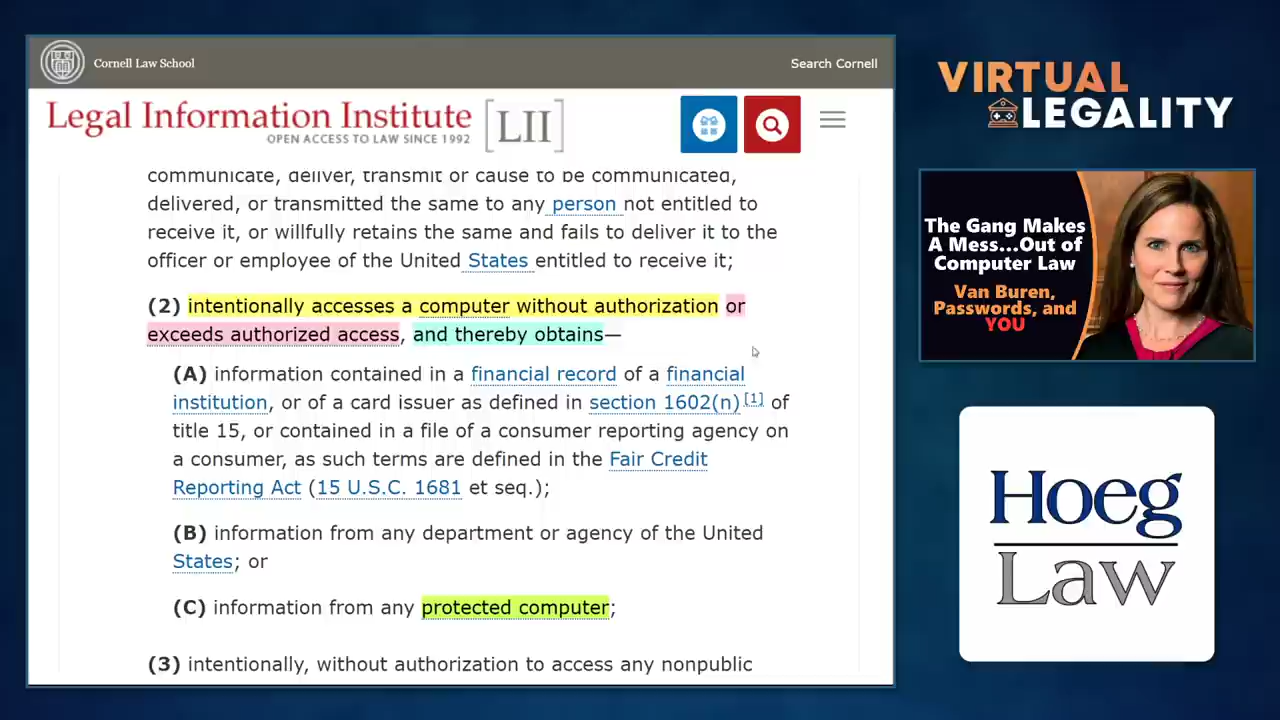 Cornell Law School
Search Cornell
Legal Information Institute [LII]
OPEN ACCESS TO LAW SINCE 1992
communicate, deliver, transmit or cause to be communicated,
delivered, or transmitted the same to any person not entitled to
receive it, or willfully retains the same and fails to deliver it to the
officer or employee of the United States entitled to receive it;
(2) intentionally accesses a computer without authorization or
exceeds authorized access, and thereby obtains—
(A) information contained in a financial record of a financial
institution, or of a card issuer as defined in section 1602(n) [1] of
title 15, or contained in a file of a consumer reporting agency on
a consumer, as such terms are defined in the Fair Credit
Reporting Act (15 U.S.C. 1681 et seq.);
(B) information from any department or agency of the United
States; or
(C) information from any protected computer;
(3) intentionally, without authorization to access any nonpublic
VIRTUAL
LEGALITY
The Gang Makes
A Mess...Out of
Computer Law
Van Buren,
Passwords, and
YOU
Hoeg
Law